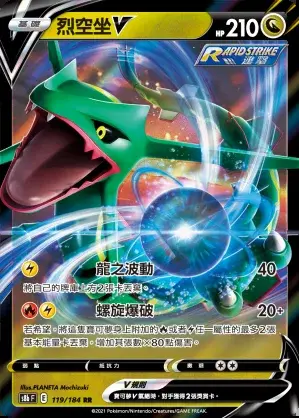 基礎
烈空坐V
HP 210
RAPID STRIKE
連擊
龍之波動 40
將自己的牌庫上方2張卡丟棄。
螺旋爆破 20+
若希望，將這隻寶可夢身上附加的或者任一屬性的最多2張
基本能量卡丟棄，增加其張數×80點傷害。
弱點 抵抗力 撤退
V規則
寶可夢V氣絕時，對手獲得2張獎賞卡。
Illus. PLANETA Mochizuki
s8b F E 119/184 RR
©2021 Pokémon/Nintendo/Creatures/GAME FREAK.